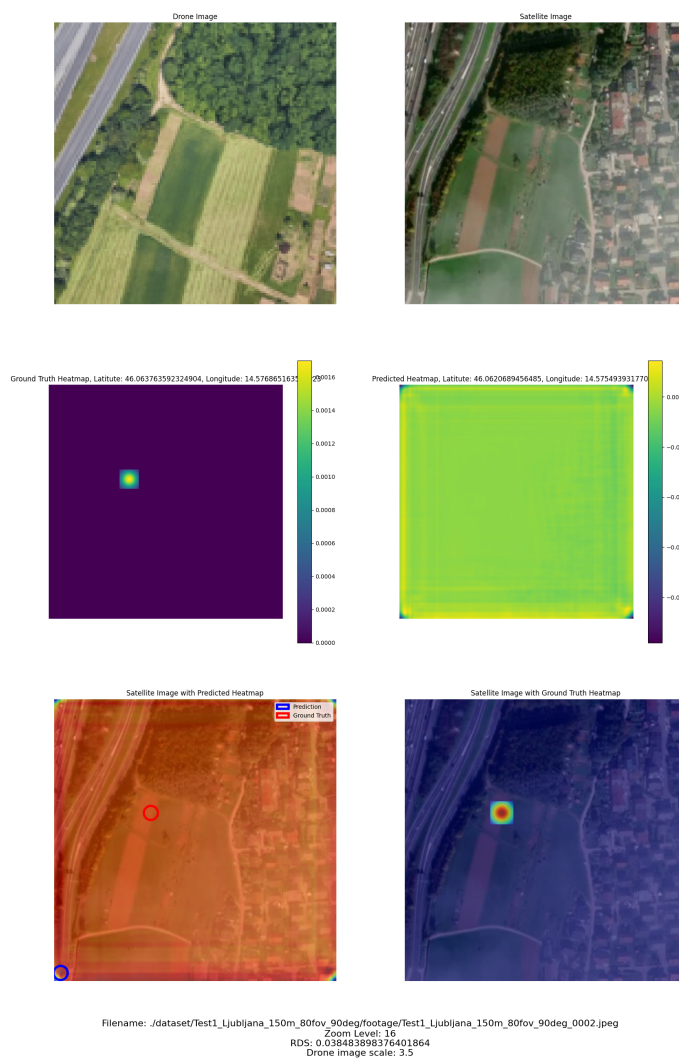 Drone Image
Satellite Image
Ground Truth Heatmap, Latitude: 46.063763592324904, Longitude:
Predicted Heatmap, Latitude: 46.0620689456485, Longitude: 14.575493931770
0.0016
0.0014
0.0012
0.0010
0.0008
0.0006
0.0004
0.0002
0.0000
Satellite Image with Predicted Heatmap
Prediction
Ground Truth
Satellite Image with Ground Truth Heatmap
Filename: ./dataset/Test1_Ljubljana_150m_80fov_90deg/footage/Test1_Ljubljana_150m_80fov_90deg_0002.jpeg
Zoom Level: 16
RDS: 0.038483898376401864
Drone image scale: 3.5